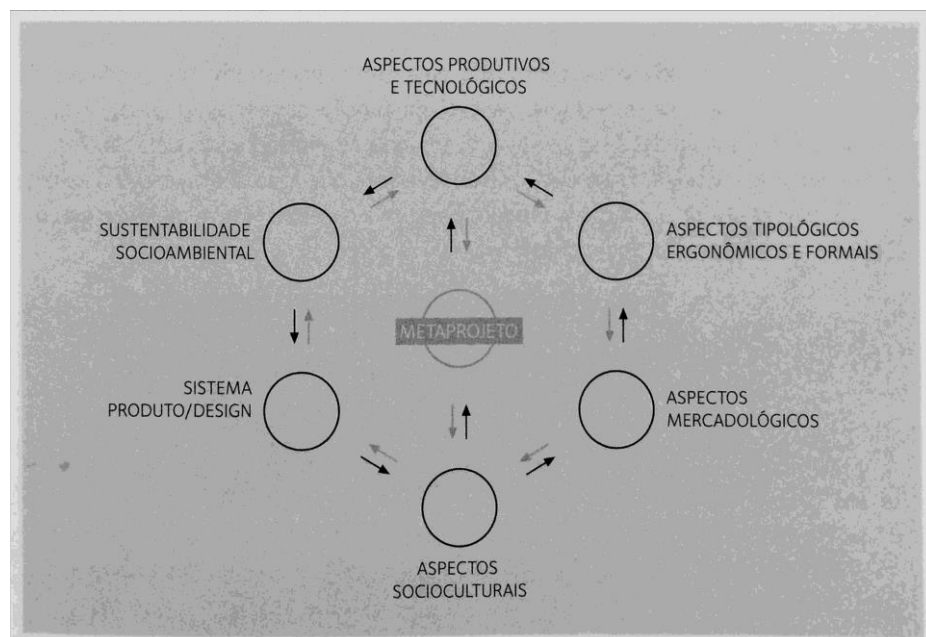 ASPECTOS PRODUTIVOS
E TECNOLÓGICOS
SUSTENTABILIDADE
SOCIOAMBIENTAL
ASPECTOS TIPOLÓGICOS
ERGONÔMICOS E FORMAIS
METAPROJETO
SISTEMA
PRODUTO/DESIGN
ASPECTOS
MERCADOLÓGICOS
ASPECTOS
SOCIOCULTURAIS